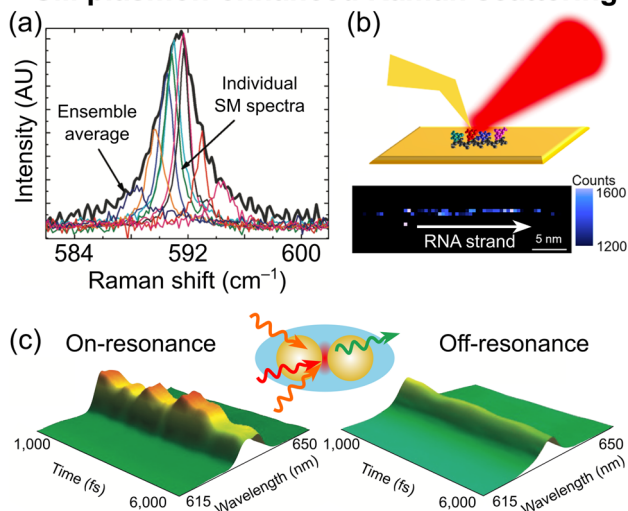 (a)
Intensity (AU)
Ensemble
average
Individual
SM spectra
584
592
600
Raman shift (cm⁻¹)
(b)
Counts
1600
1200
RNA strand
5 nm
(c)
On-resonance
Off-resonance
1,000
Time (fs)
6,000
615
Wavelength (nm)
650
1,000
Time (fs)
6,000
615
Wavelength (nm)
650